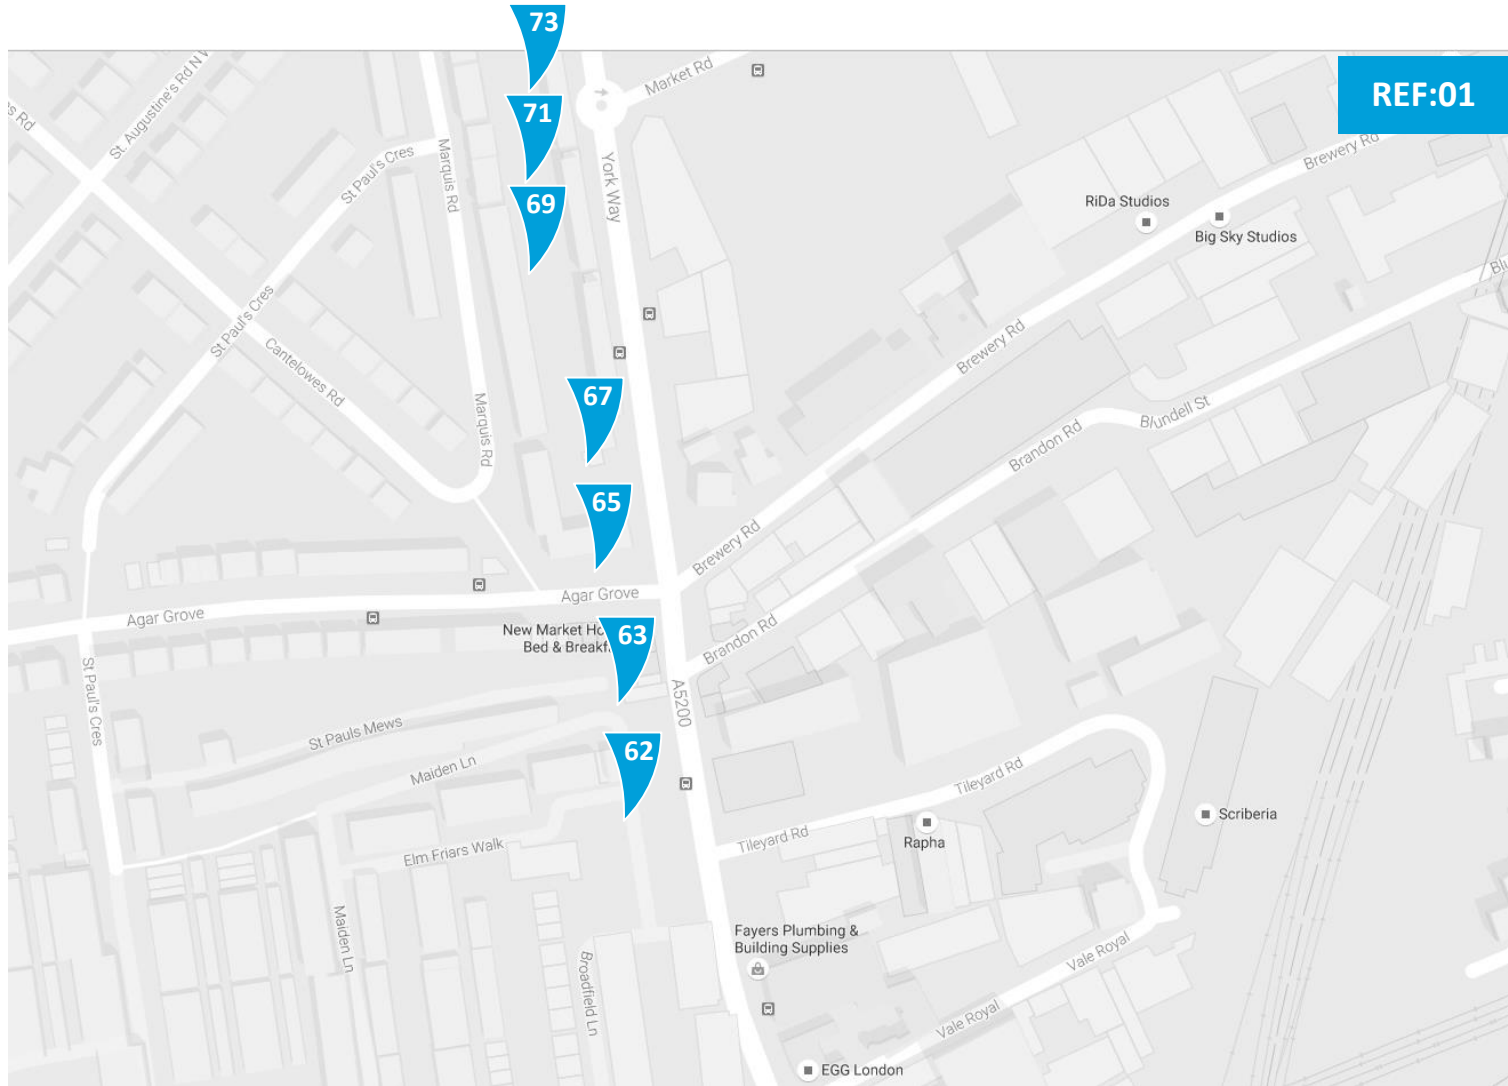 73
REF:01
Market Rd
71
St. Augustine's Rd N
St Paul's Cres
Marquis Rd
York Way
Brewery Rd
69
RiDa Studios
Big Sky Studios
St Paul's Cres
Cantelowes Rd
Brewery Rd
67
Marquis Rd
Blundell St
Brandon Rd
65
Brewery Rd
Agar Grove
Agar Grove
New Market
Bed &
63
Brandon Rd
St Paul's Cres
A5200
St Pauls Mews
62
Maiden Ln
Tileyard Rd
Scriberia
Tileyard Rd
Rapha
Elm Friars Walk
Maiden Ln
Fayers Plumbing &
Building Supplies
Vale Royal
Broadfield Ln
Vale Royal
EGG London